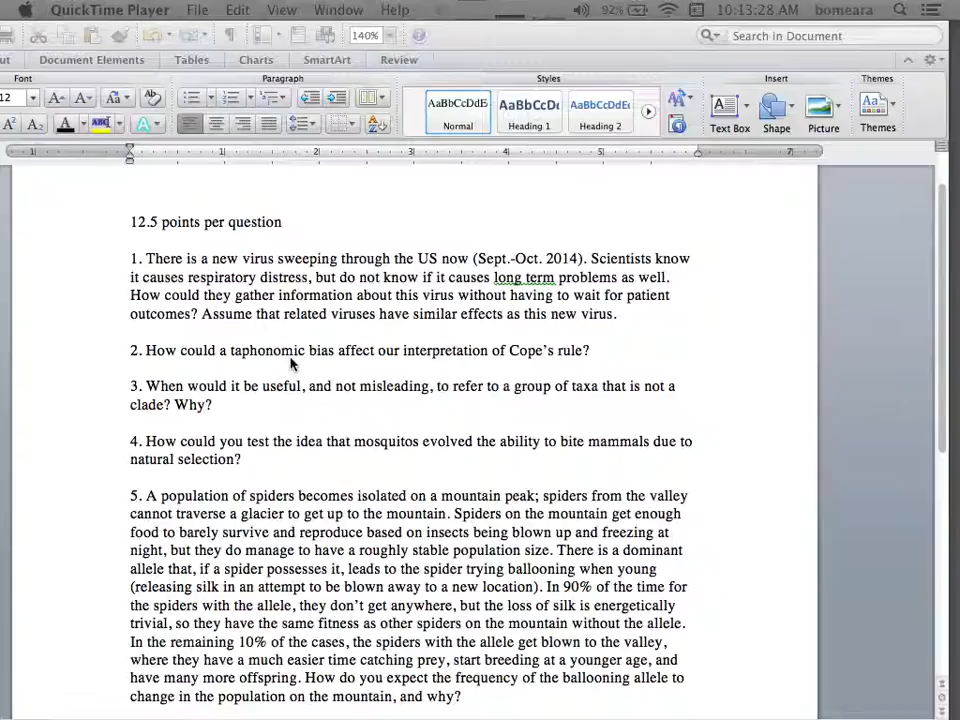 QuickTime Player File Edit View Window Help 92% 10:13:28 AM bomeara
140% Search in Document
Document Elements Tables Charts SmartArt Review
Font Paragraph Styles Insert Themes
12 Aa ABC AaBbCcDdE AaBbCcDc AaBbCcDdEe
A² A₂ A ABC A Normal Heading 1 Heading 2 Text Box Shape Picture Themes
1 1 2 3 4 5 7
12.5 points per question
1. There is a new virus sweeping through the US now (Sept.-Oct. 2014). Scientists know
it causes respiratory distress, but do not know if it causes long term problems as well.
How could they gather information about this virus without having to wait for patient
outcomes? Assume that related viruses have similar effects as this new virus.
2. How could a taphonomic bias affect our interpretation of Cope's rule?
3. When would it be useful, and not misleading, to refer to a group of taxa that is not a
clade? Why?
4. How could you test the idea that mosquitos evolved the ability to bite mammals due to
natural selection?
5. A population of spiders becomes isolated on a mountain peak; spiders from the valley
cannot traverse a glacier to get up to the mountain. Spiders on the mountain get enough
food to barely survive and reproduce based on insects being blown up and freezing at
night, but they do manage to have a roughly stable population size. There is a dominant
allele that, if a spider possesses it, leads to the spider trying ballooning when young
(releasing silk in an attempt to be blown away to a new location). In 90% of the time for
the spiders with the allele, they don't get anywhere, but the loss of silk is energetically
trivial, so they have the same fitness as other spiders on the mountain without the allele.
In the remaining 10% of the cases, the spiders with the allele get blown to the valley,
where they have a much easier time catching prey, start breeding at a younger age, and
have many more offspring. How do you expect the frequency of the ballooning allele to
change in the population on the mountain, and why?